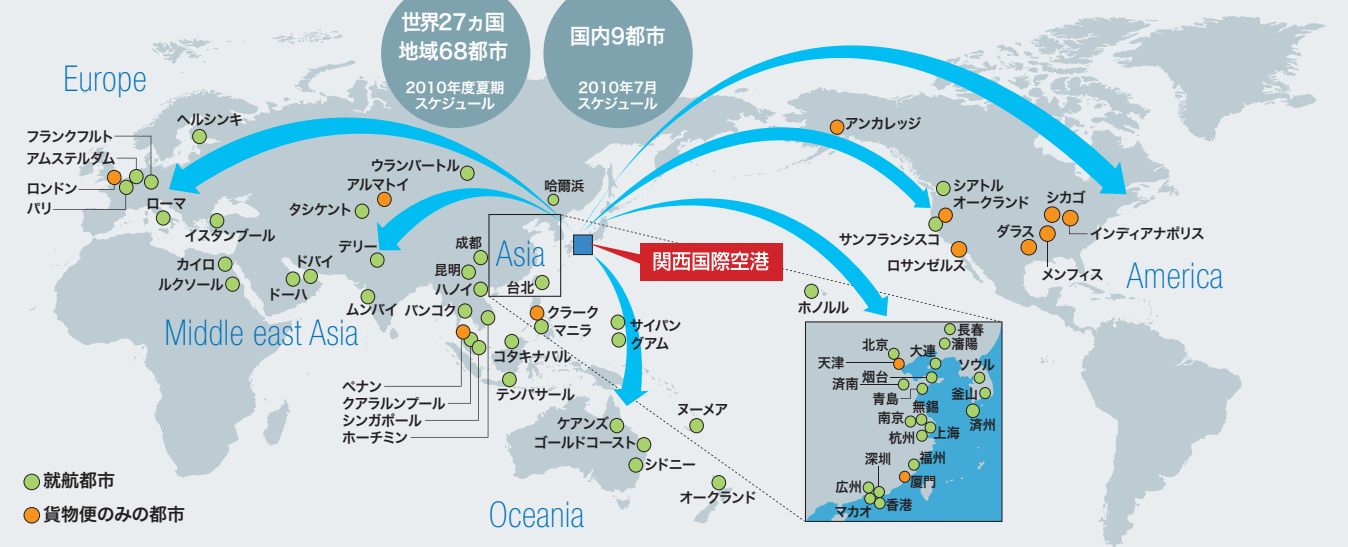 世界27ヵ国
地域68都市
2010年度夏期
スケジュール
国内9都市
2010年7月
スケジュール
Europe
ヘルシンキ
フランクフルト
アムステルダム
ロンドン
パリ
ローマ
イスタンブール
カイロ
ルクソール
ドバイ
ドーハ
Middle east Asia
ウランバートル
アルマトイ
タシケント
デリー
ムンバイ
哈爾浜
成都
昆明
ハノイ
Asia
台北
バンコク
クラーク
マニラ
コタキナバル
デンパサール
ペナン
クアラルンプール
シンガポール
ホーチミン
関西国際空港
サイパン
グアム
ケアンズ
ゴールドコースト
シドニー
ヌーメア
オークランド
Oceania
アンカレッジ
シアトル
オークランド
サンフランシスコ
ロサンゼルス
シカゴ
ダラス
インディアナポリス
メンフィス
America
ホノルル
長春
瀋陽
北京
大連
天津
ソウル
烟台
済南
青島
釜山
済州
無錫
南京
上海
杭州
深圳
福州
厦門
広州
香港
マカオ
就航都市
貨物便のみの都市